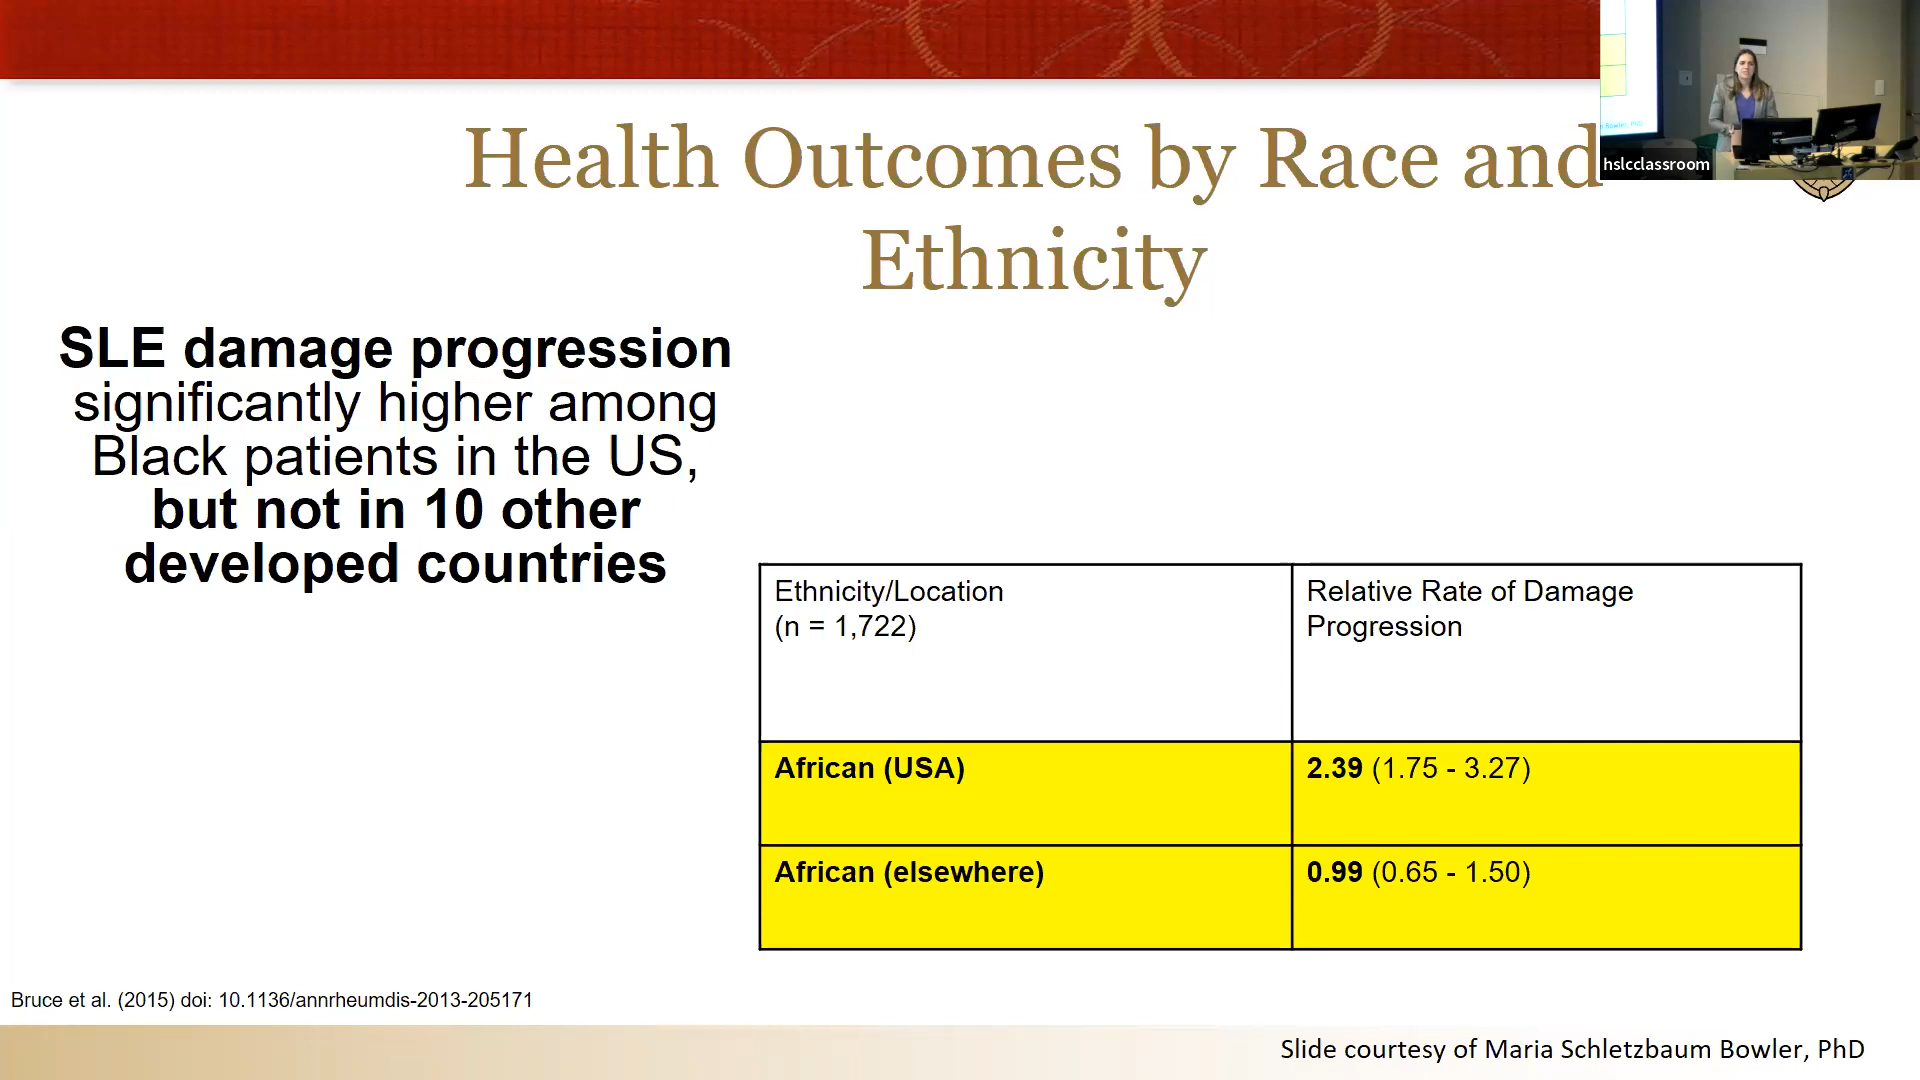 Health Outcomes by Race and
Ethnicity
hslcclassroom
SLE damage progression
significantly higher among
Black patients in the US,
but not in 10 other
developed countries
Ethnicity/Location
(n = 1,722)
Relative Rate of Damage
Progression
African (USA)
2.39 (1.75 - 3.27)
African (elsewhere)
0.99 (0.65 - 1.50)
Bruce et al. (2015) doi: 10.1136/annrheumdis-2013-205171
Slide courtesy of Maria Schletzbaum Bowler, PhD